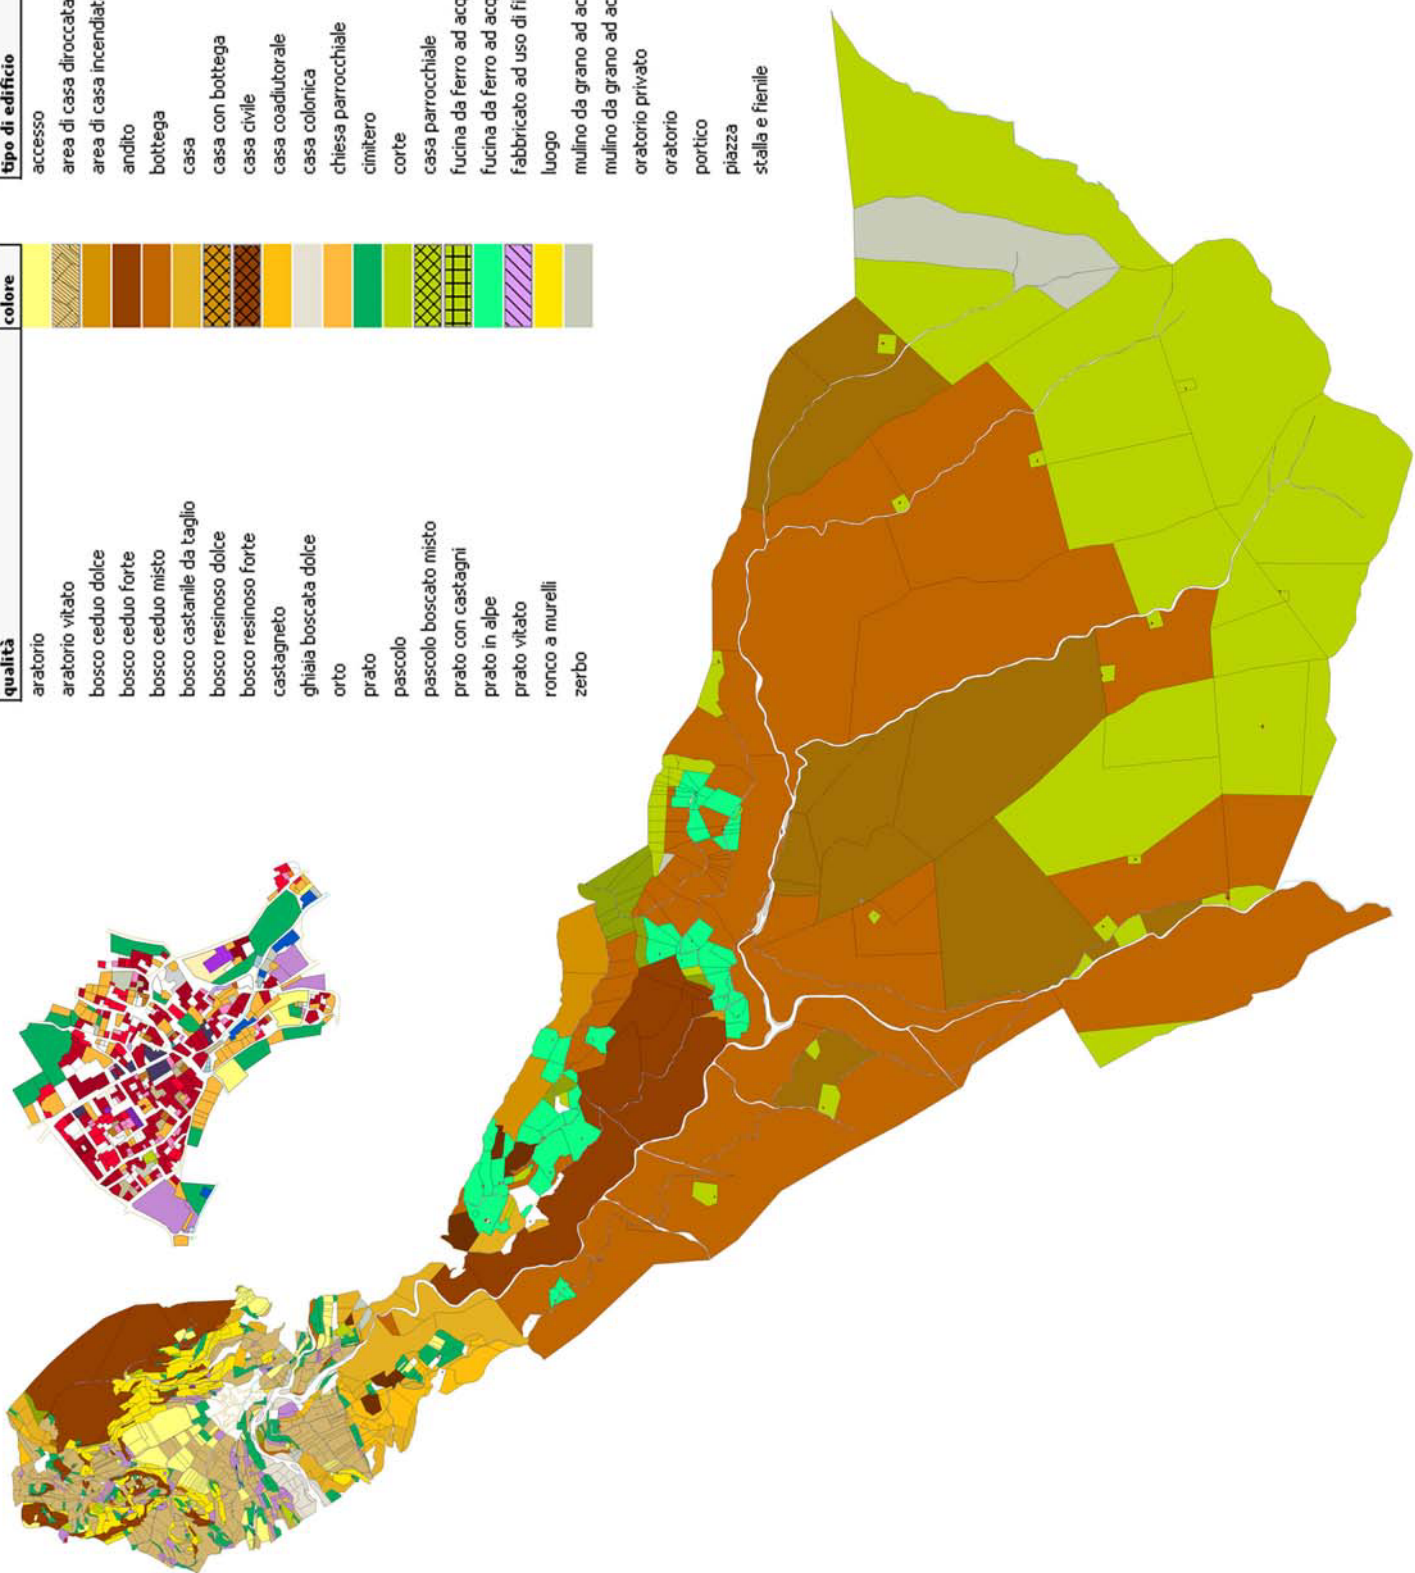 qualità
colore
aratorio
aratorio vitato
bosco ceduo dolce
bosco ceduo forte
bosco ceduo misto
bosco castanile da taglio
bosco resinoso dolce
bosco resinoso forte
castagneto
ghiaia boscata dolce
orto
prato
pascolo
pascolo boscato misto
prato con castagni
prato in alpe
prato vitato
ronco a murelli
zerbo
tipo di edificio
accesso
area di casa diroccata
area di casa incendiat
andito
bottega
casa
casa con bottega
casa civile
casa coadiutorale
casa colonica
chiesa parrocchiale
cimitero
corte
casa parrocchiale
fucina da ferro ad acq
fucina da ferro ad acq
fabbricato ad uso di fi
luogo
mulino da grano ad ac
mulino da grano ad ac
oratorio privato
oratorio
portico
piazza
stalla e fienile